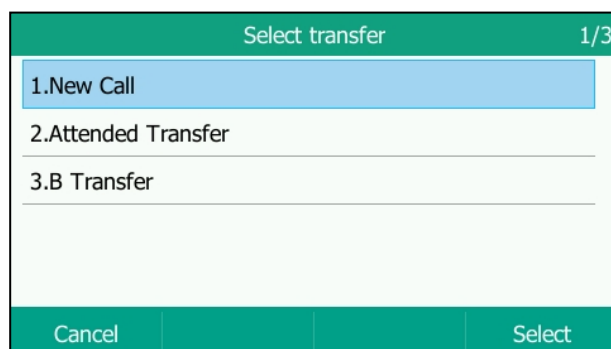 Select transfer 1/3
1.New Call
2.Attended Transfer
3.B Transfer
Cancel Select